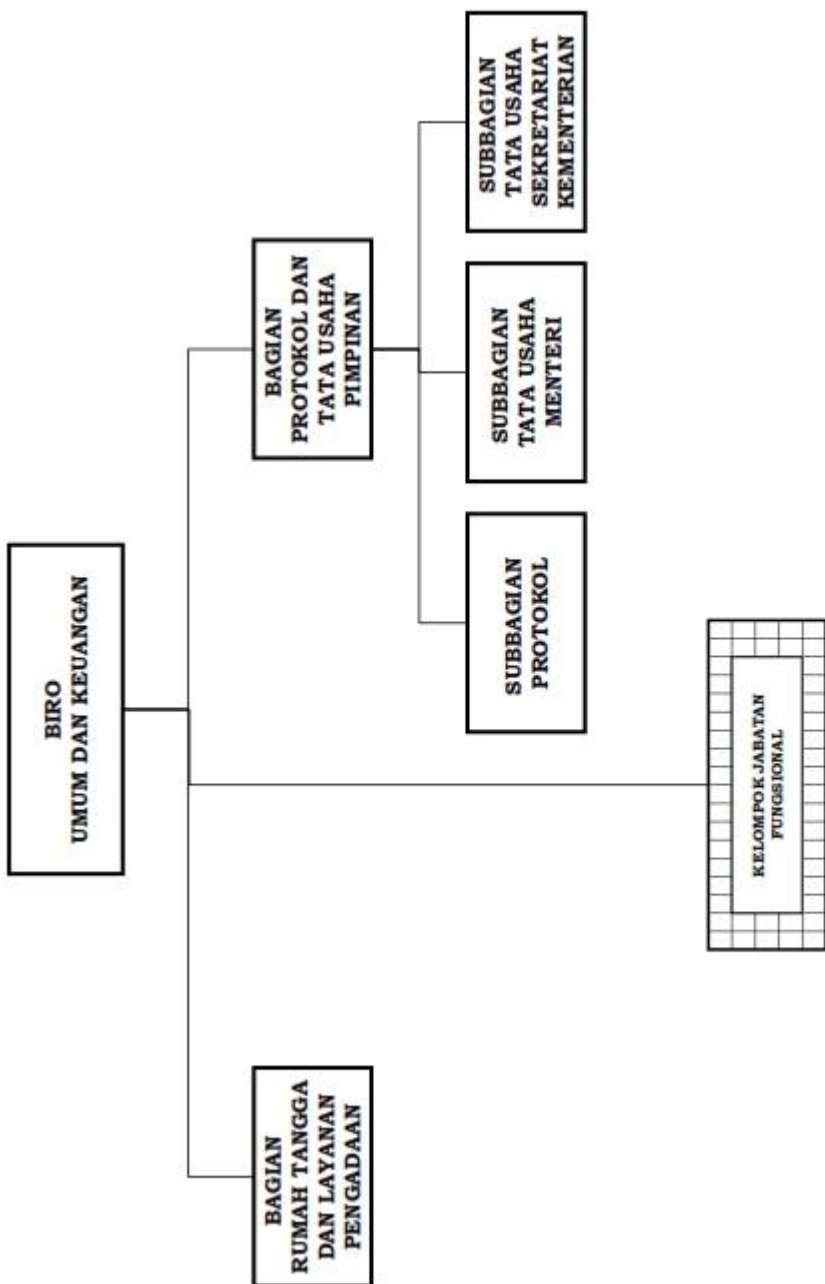 BIRO
UMUM DAN KEUANGAN
BAGIAN
RUMAH TANGGA
DAN LAYANAN
PENGADAAN
BAGIAN
PROTOKOL DAN
TATA USAHA
PIMPINAN
SUBBAGIAN
PROTOKOL
SUBBAGIAN
TATA USAHA
MENTERI
SUBBAGIAN
TATA USAHA
SEKRETARIAT
KEMENTERIAN
KELOMPOK JABATAN
FUNGSIONAL